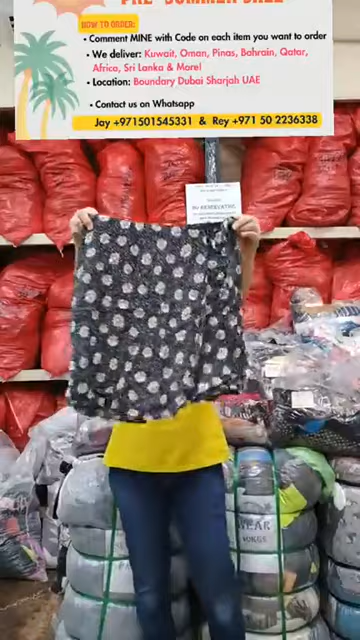 PRE-SUMMER SALE
HOW TO ORDER:
• Comment MINE with Code on each item you want to order
• We deliver: Kuwait, Oman, Pinas, Bahrain, Qatar,
Africa, Sri Lanka & More!
• Location: Boundary Dubai Sharjah UAE
• Contact us on Whatsapp
Jay +971501545331 & Rey +971 50 2236338
WEAR